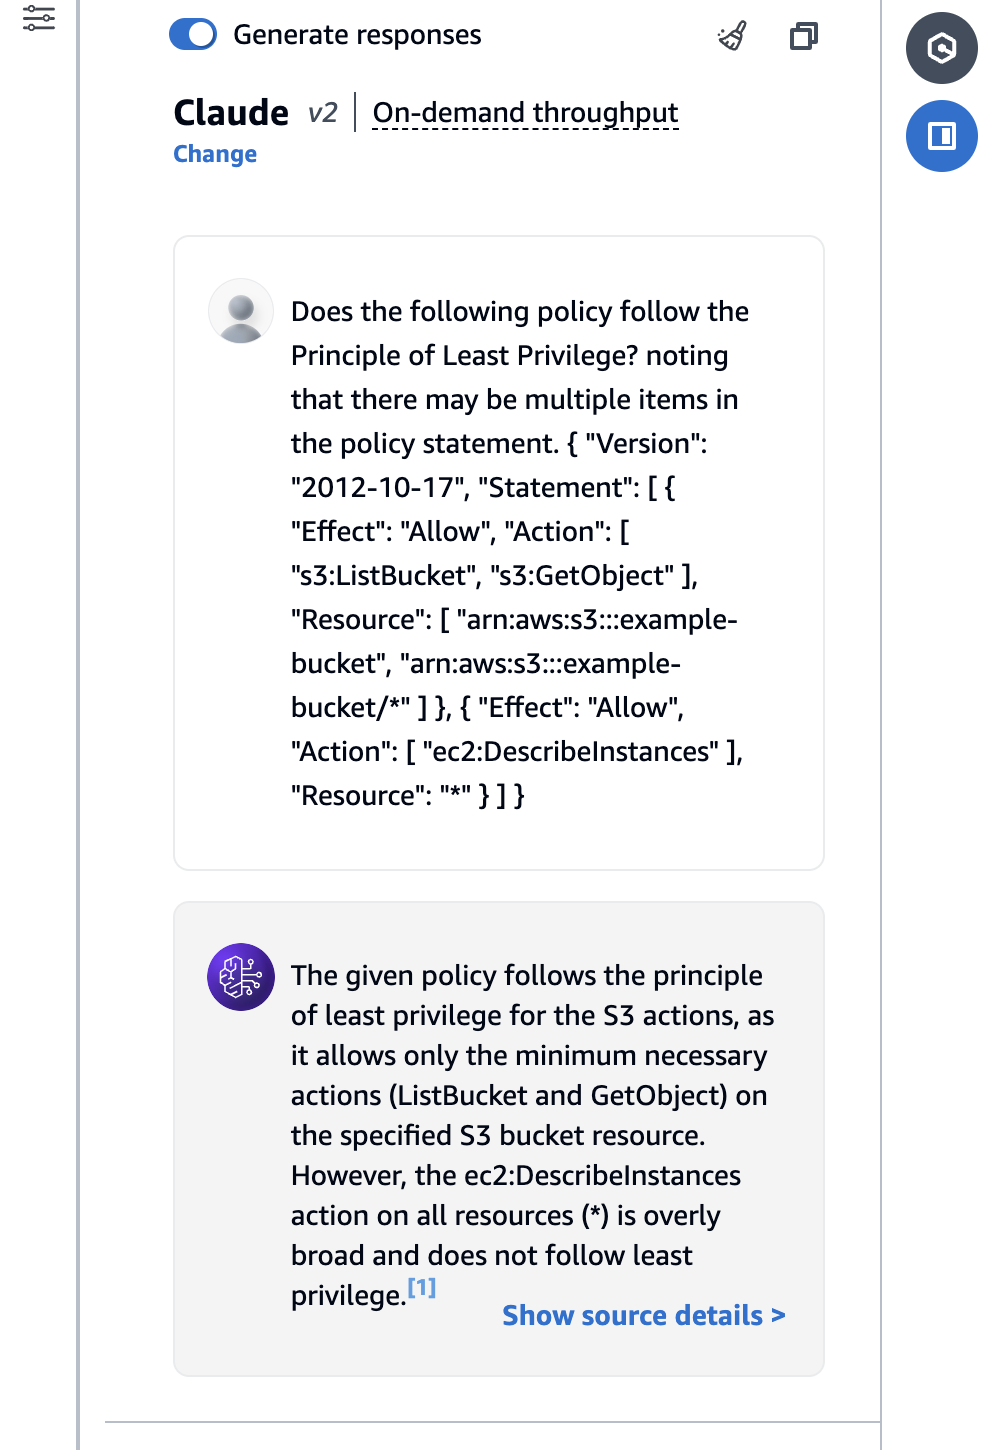 Generate responses
Claude v2 On-demand throughput
Change
Does the following policy follow the
Principle of Least Privilege? noting
that there may be multiple items in
the policy statement. { "Version":
"2012-10-17", "Statement": [ {
"Effect": "Allow", "Action": [
"s3:ListBucket", "s3:GetObject" ],
"Resource": [ "arn:aws:s3:::example-
bucket", "arn:aws:s3:::example-
bucket/*" ] }, { "Effect": "Allow",
"Action": [ "ec2:DescribeInstances" ],
"Resource": "*" } ] }
The given policy follows the principle
of least privilege for the S3 actions, as
it allows only the minimum necessary
actions (ListBucket and GetObject) on
the specified S3 bucket resource.
However, the ec2:DescribeInstances
action on all resources (*) is overly
broad and does not follow least
privilege.[1]
Show source details >